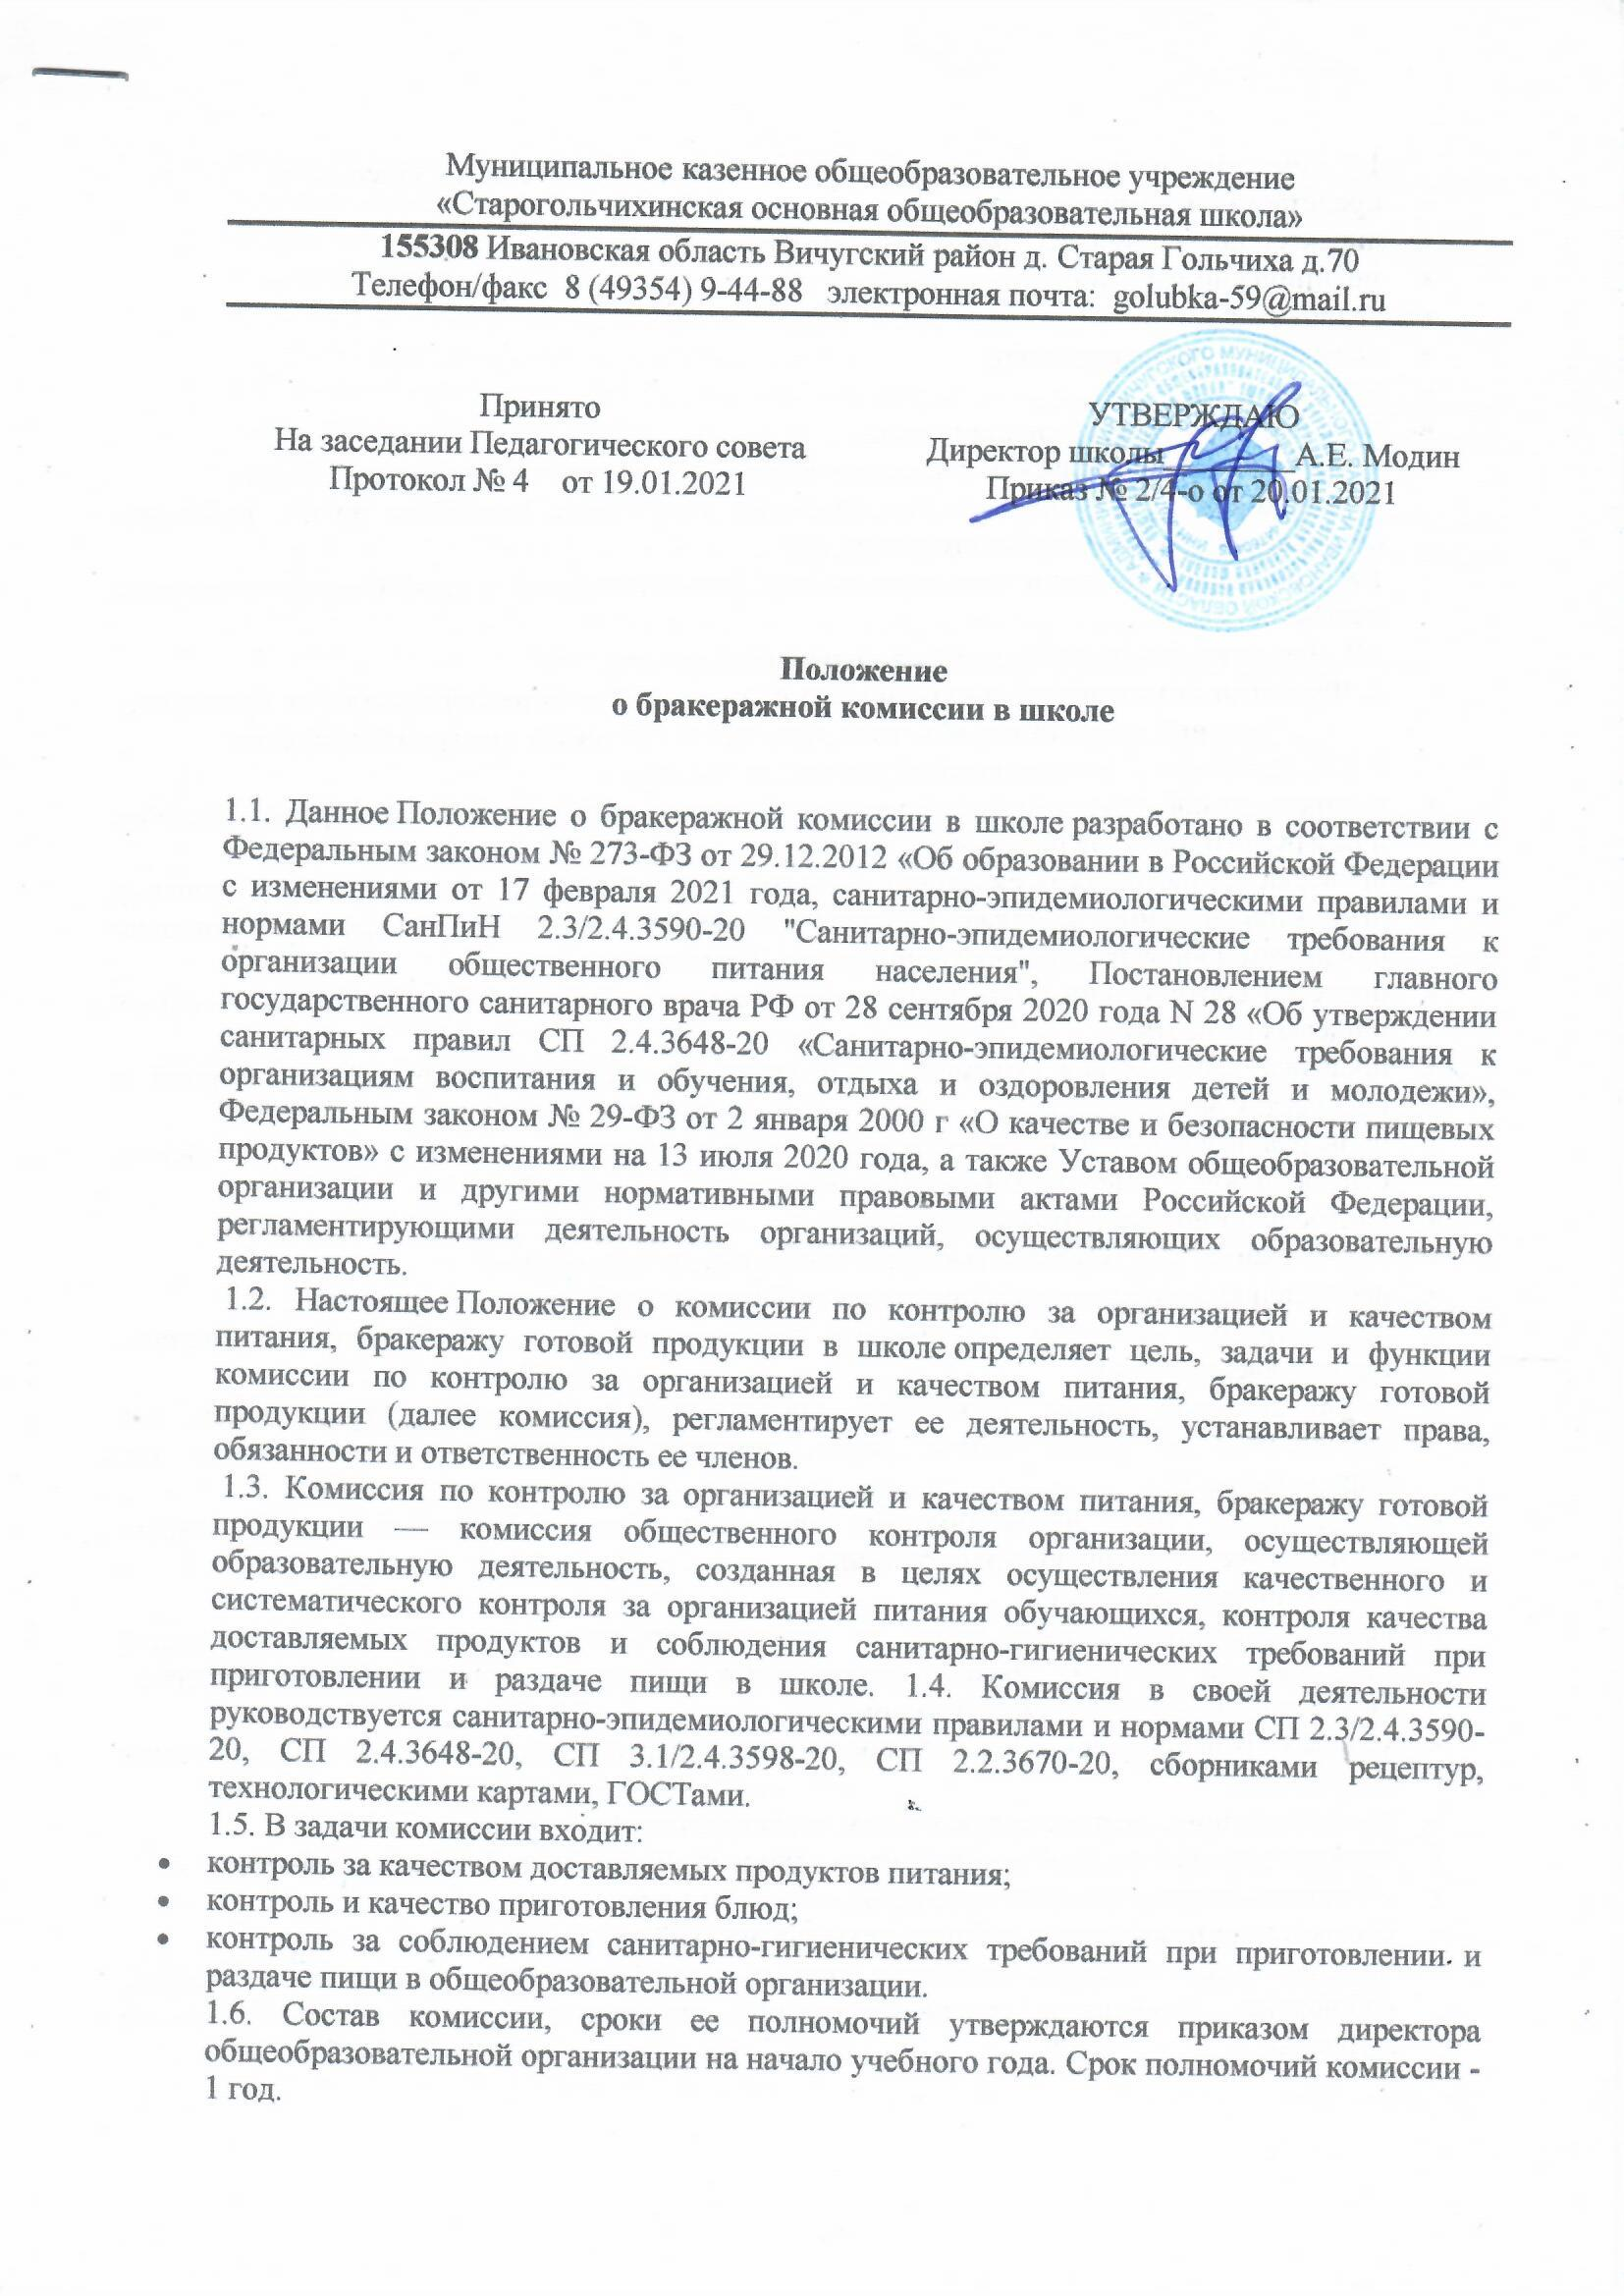 Муниципальное казенное общеобразовательное учреждение
«Старогольчихинская основная общеобразовательная школа»
155308 Ивановская область Вичугский район д. Старая Гольчиха д.70
Телефон/факс 8 (49354) 9-44-88 электронная почта: golubka-59@mail.ru
Принято
На заседании Педагогического совета
Протокол № 4 от 19.01.2021
УТВЕРЖДАЮ
Директор школы________А.Е. Модин
Приказ № 2/4-о от 20.01.2021
Положение
о бракеражной комиссии в школе
1.1. Данное Положение о бракеражной комиссии в школе разработано в соответствии с
Федеральным законом № 273-ФЗ от 29.12.2012 «Об образовании в Российской Федерации
с изменениями от 17 февраля 2021 года, санитарно-эпидемиологическими правилами и
нормами СанПиН 2.3/2.4.3590-20 "Санитарно-эпидемиологические требования к
организации общественного питания населения", Постановлением главного
государственного санитарного врача РФ от 28 сентября 2020 года N 28 «Об утверждении
санитарных правил СП 2.4.3648-20 «Санитарно-эпидемиологические требования к
организациям воспитания и обучения, отдыха и оздоровления детей и молодежи»,
Федеральным законом № 29-ФЗ от 2 января 2000 г «О качестве и безопасности пищевых
продуктов» с изменениями на 13 июля 2020 года, а также Уставом общеобразовательной
организации и другими нормативными правовыми актами Российской Федерации,
регламентирующими деятельность организаций, осуществляющих образовательную
деятельность.
1.2. Настоящее Положение о комиссии по контролю за организацией и качеством
питания, бракеражу готовой продукции в школе определяет цель, задачи и функции
комиссии по контролю за организацией и качеством питания, бракеражу готовой
продукции (далее комиссия), регламентирует ее деятельность, устанавливает права,
обязанности и ответственность ее членов.
1.3. Комиссия по контролю за организацией и качеством питания, бракеражу готовой
продукции — комиссия общественного контроля организации, осуществляющей
образовательную деятельность, созданная в целях осуществления качественного и
систематического контроля за организацией питания обучающихся, контроля качества
доставляемых продуктов и соблюдения санитарно-гигиенических требований при
приготовлении и раздаче пищи в школе. 1.4. Комиссия в своей деятельности
руководствуется санитарно-эпидемиологическими правилами и нормами СП 2.3/2.4.3590-
20, СП 2.4.3648-20, СП 3.1/2.4.3598-20, СП 2.2.3670-20, сборниками рецептур,
технологическими картами, ГОСТами.
1.5. В задачи комиссии входит:
• контроль за качеством доставляемых продуктов питания;
• контроль и качество приготовления блюд;
• контроль за соблюдением санитарно-гигиенических требований при приготовлении и
раздаче пищи в общеобразовательной организации.
1.6. Состав комиссии, сроки ее полномочий утверждаются приказом директора
общеобразовательной организации на начало учебного года. Срок полномочий комиссии -
1 год.